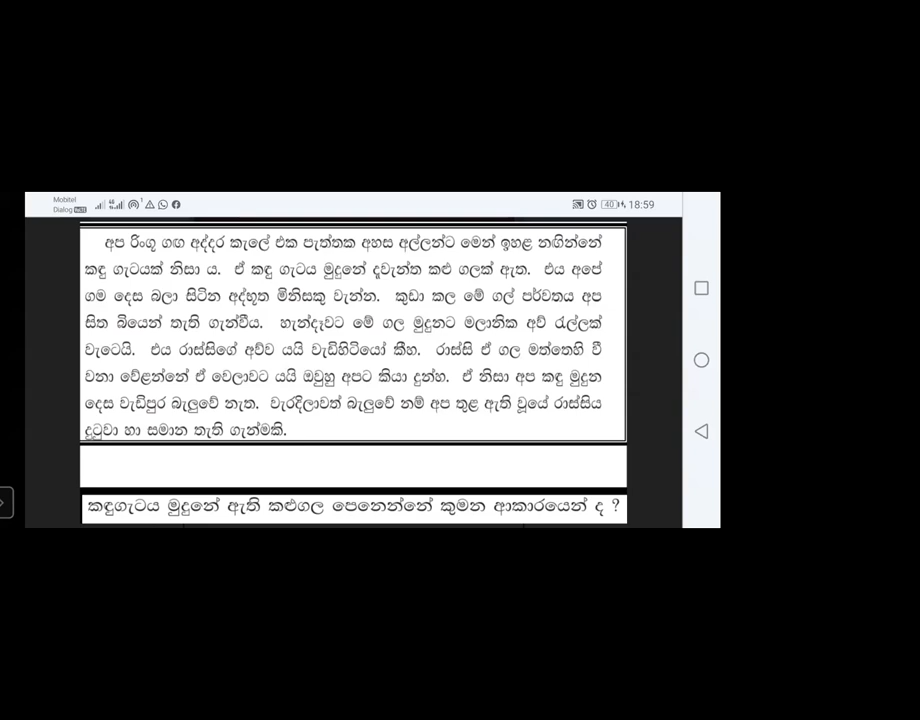 Mobitel
Dialog VoLTE
40 18:59
අප රිංගූ ගඟ අද්දර කැලේ එක පැත්තක අහස අල්ලන්ට මෙන් ඉහළ නඟින්නේ
කඳු ගැටයක් නිසා ය. ඒ කඳු ගැටය මුදුනේ දැවැන්ත කළු ගලක් ඇත. එය අපේ
ගම දෙස බලා සිටින අද්භූත මිනිසකු වැන්න. කුඩා කල මේ ගල් පර්වතය අප
සිත බියෙන් තැති ගැන්වීය. හැන්දෑවට මේ ගල මුදුනට මලානික අව් රැල්ලක්
වැටෙයි. එය රාස්සිගේ අව්ව යයි වැඩිහිටියෝ කීහ. රාස්සි ඒ ගල මත්තෙහි වී
වනා වේළන්නේ ඒ වෙලාවට යයි ඔවුහු අපට කියා දුන්හ. ඒ නිසා අප කඳු මුදුන
දෙස වැඩිපුර බැලුවේ නැත. වැරදිලාවත් බැලුවේ නම් අප තුළ ඇති වූයේ රාස්සිය
දුටුවා හා සමාන තැති ගැන්මකි.
කඳුගැටය මුදුනේ ඇති කළුගල පෙනෙන්නේ කුමන ආකාරයෙන් ද ?